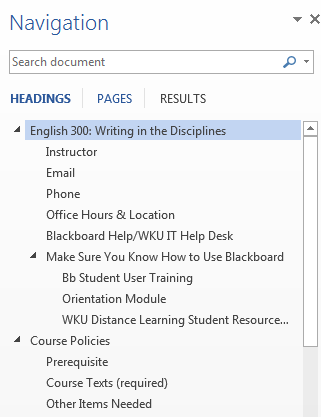 Navigation
Search document
HEADINGS PAGES RESULTS
English 300: Writing in the Disciplines
Instructor
Email
Phone
Office Hours & Location
Blackboard Help/WKU IT Help Desk
Make Sure You Know How to Use Blackboard
Bb Student User Training
Orientation Module
WKU Distance Learning Student Resource...
Course Policies
Prerequisite
Course Texts (required)
Other Items Needed